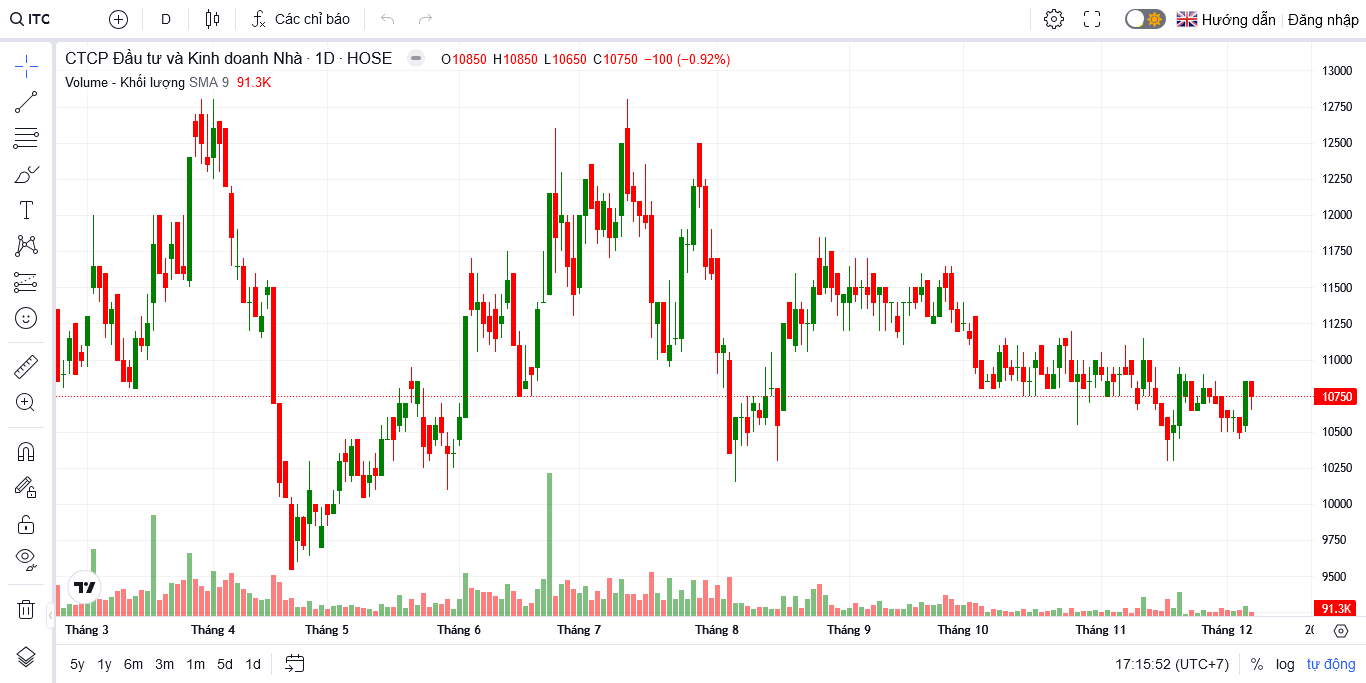 ITC D Các chỉ báo Hướng dẫn Đăng nhập
CTCP Đầu tư và Kinh doanh Nhà · 1D · HOSE O10850 H10850 L10650 C10750 −100 (−0.92%)
Volume - Khối lượng SMA 9 91.3K
13000
12750
12500
12250
12000
11750
11500
11250
11000
10750
10500
10250
10000
9750
9500
91.3K
Tháng 3 Tháng 4 Tháng 5 Tháng 6 Tháng 7 Tháng 8 Tháng 9 Tháng 10 Tháng 11 Tháng 12
5y 1y 6m 3m 1m 5d 1d 17:15:52 (UTC+7) % log tự động